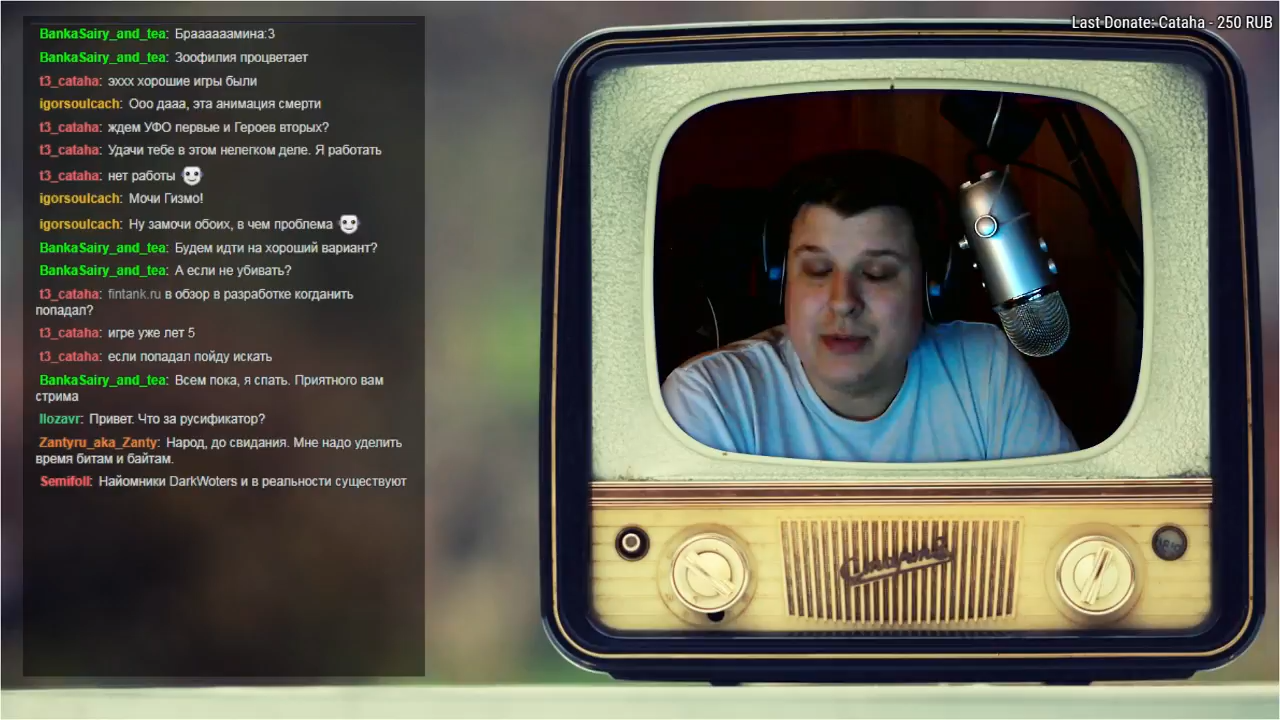 Last Donate: Cataha - 250 RUB
BankaSairy_and_tea: Браааааамина:3
BankaSairy_and_tea: Зоофилия процветает
t3_cataha: эххх хорошие игры были
igorsoulcach: Ооо дааа, эта анимация смерти
t3_cataha: ждем УФО первые и Героев вторых?
t3_cataha: Удачи тебе в этом нелегком деле. Я работать
t3_cataha: нет работы
igorsoulcach: Мочи Гизмо!
igorsoulcach: Ну замочи обоих, в чем проблема
BankaSairy_and_tea: Будем идти на хороший вариант?
BankaSairy_and_tea: А если не убивать?
t3_cataha: fintank.ru в обзор в разработке когданить
попадал?
t3_cataha: игре уже лет 5
t3_cataha: если попадал пойду искать
BankaSairy_and_tea: Всем пока, я спать. Приятного вам
стрима
llozavr: Привет. Что за русификатор?
Zantyru_aka_Zanty: Народ, до свидания. Мне надо уделить
время битам и байтам.
Semifoll: Найомники DarkWoters и в реальности существуют